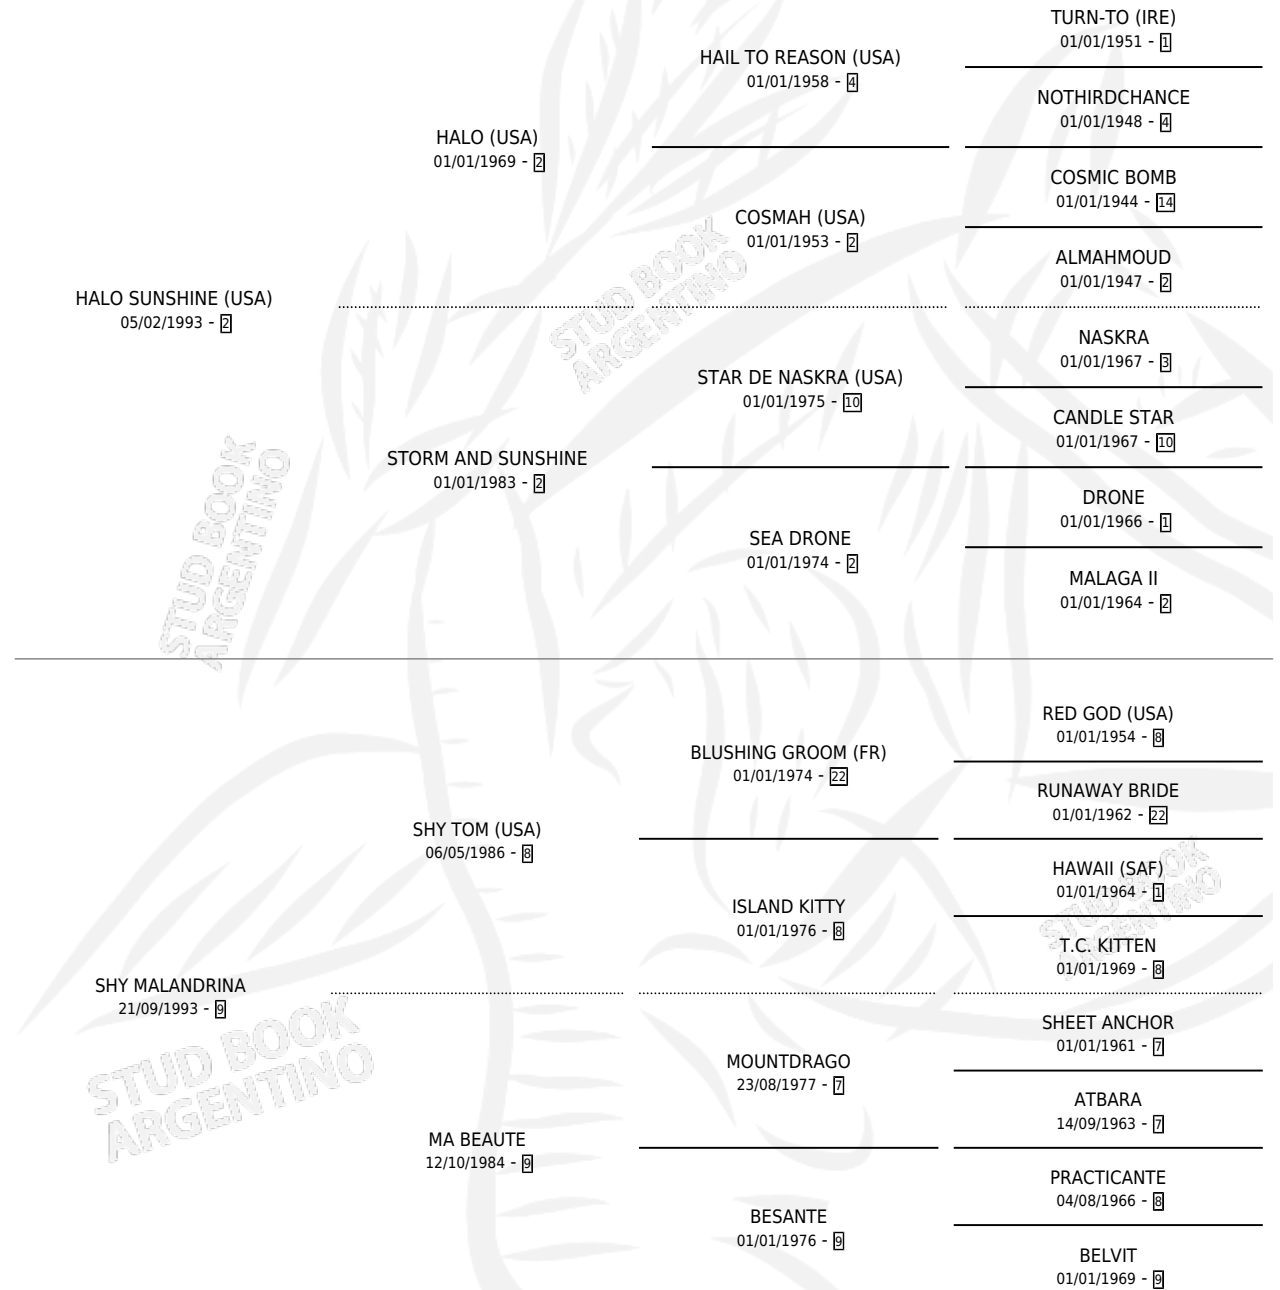 TURN-TO (IRE)
01/01/1951 - 1
HAIL TO REASON (USA)
01/01/1958 - 4
NOTHIRDCHANCE
01/01/1948 - 4
HALO (USA)
01/01/1969 - 2
COSMIC BOMB
01/01/1944 - 14
COSMAH (USA)
01/01/1953 - 2
ALMAHMOUD
01/01/1947 - 2
HALO SUNSHINE (USA)
05/02/1993 - 2
NASKRA
01/01/1967 - 3
STAR DE NASKRA (USA)
01/01/1975 - 10
CANDLE STAR
01/01/1967 - 10
STORM AND SUNSHINE
01/01/1983 - 2
DRONE
01/01/1966 - 1
SEA DRONE
01/01/1974 - 2
MALAGA II
01/01/1964 - 2
STUD BOOK
ARGENTINO
STUD BOOK
ARGENTINO
RED GOD (USA)
01/01/1954 - 8
BLUSHING GROOM (FR)
01/01/1974 - 22
RUNAWAY BRIDE
01/01/1962 - 22
SHY TOM (USA)
06/05/1986 - 8
HAWAII (SAF)
01/01/1964 - 1
ISLAND KITTY
01/01/1976 - 8
T.C. KITTEN
01/01/1969 - 8
STUD BOOK
ARGENTINO
SHY MALANDRINA
21/09/1993 - 9
SHEET ANCHOR
01/01/1961 - 7
MOUNTDRAGO
23/08/1977 - 7
ATBARA
14/09/1963 - 7
MA BEAUTE
12/10/1984 - 9
PRACTICANTE
04/08/1966 - 8
BESANTE
01/01/1976 - 9
BELVIT
01/01/1969 - 9
STUD BOOK
ARGENTINO